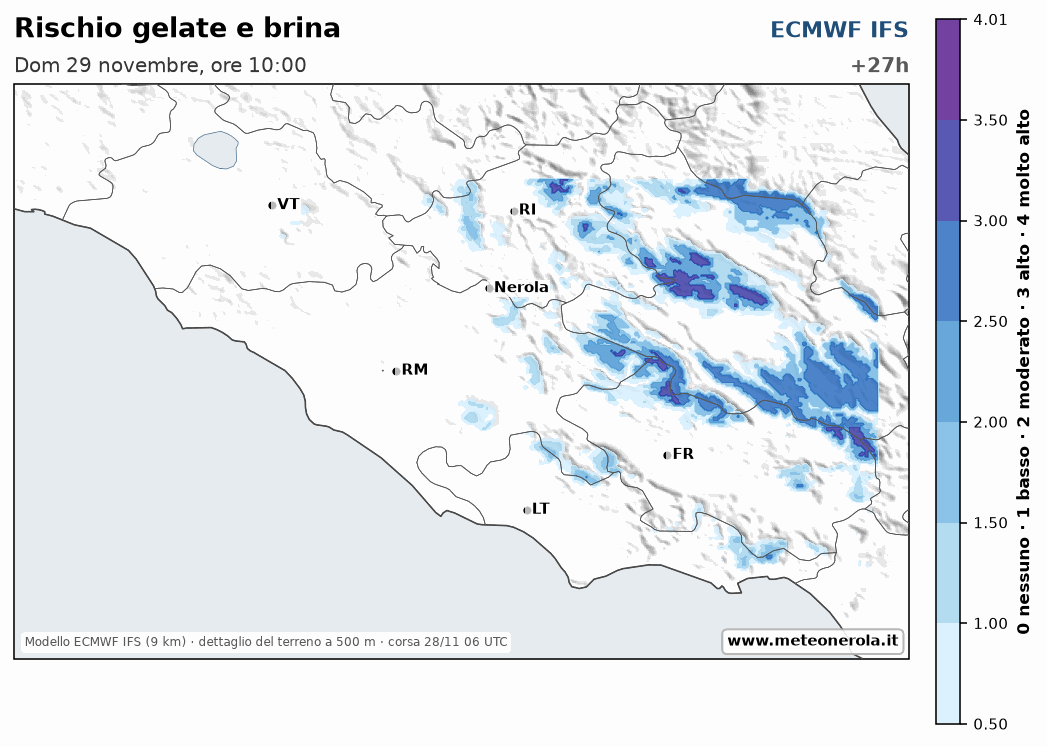 Rischio gelate e brina
ECMWF IFS
Dom 29 novembre, ore 10:00
+27h
VT
RI
Nerola
RM
FR
LT
Modello ECMWF IFS (9 km) · dettaglio del terreno a 500 m · corsa 28/11 06 UTC
www.meteonerola.it
4.01
3.50
3.00
2.50
2.00
1.50
1.00
0.50
0 nessuno · 1 basso · 2 moderato · 3 alto · 4 molto alto